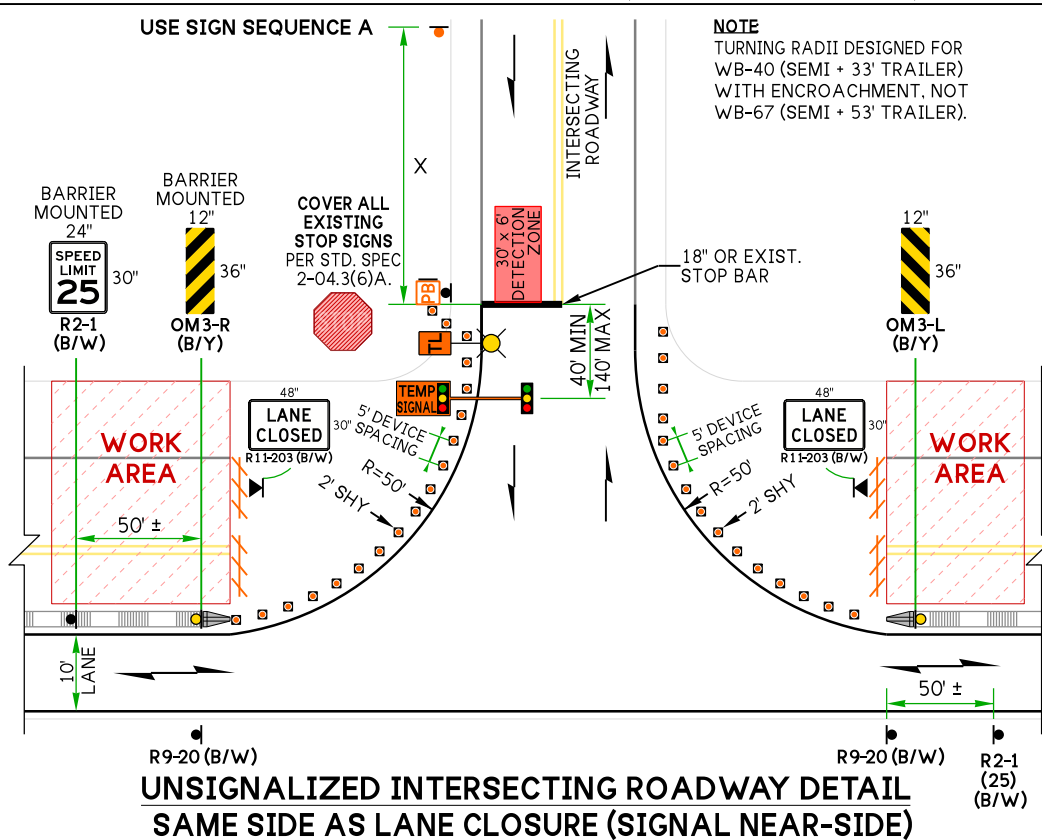 USE SIGN SEQUENCE A
NOTE
TURNING RADII DESIGNED FOR
WB-40 (SEMI + 33' TRAILER)
WITH ENCROACHMENT, NOT
WB-67 (SEMI + 53' TRAILER).
INTERSECTING
ROADWAY
X
BARRIER
MOUNTED
24"
SPEED
LIMIT
25
30"
R2-1
(B/W)
BARRIER
MOUNTED
12"
36"
OM3-R
(B/Y)
COVER ALL
EXISTING
STOP SIGNS
PER STD. SPEC
2-04.3(6)A.
STOP
PB
30' x 6'
DETECTION
ZONE
18" OR EXIST.
STOP BAR
12"
36"
OM3-L
(B/Y)
TL
40' MIN
140' MAX
TEMP
SIGNAL
WORK
AREA
48"
LANE
CLOSED
30"
R11-203 (B/W)
5' DEVICE
SPACING
R=50'
2' SHY
5' DEVICE
SPACING
R=50'
2' SHY
48"
LANE
CLOSED
30"
R11-203 (B/W)
WORK
AREA
50' ±
10'
LANE
50' ±
R9-20 (B/W)
R9-20 (B/W)
R2-1
(25)
(B/W)
UNSIGNALIZED INTERSECTING ROADWAY DETAIL
SAME SIDE AS LANE CLOSURE (SIGNAL NEAR-SIDE)